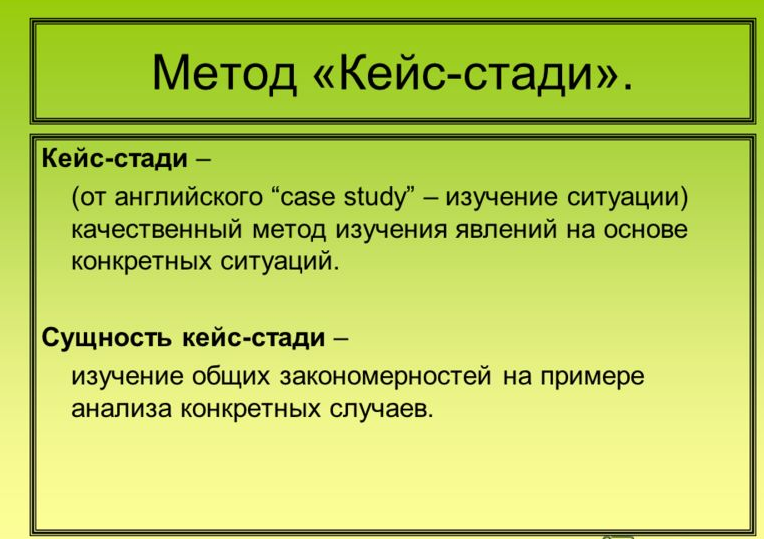 Метод «Кейс-стади».
Кейс-стади –
(от английского “case study” – изучение ситуации)
качественный метод изучения явлений на основе
конкретных ситуаций.
Сущность кейс-стади –
изучение общих закономерностей на примере
анализа конкретных случаев.